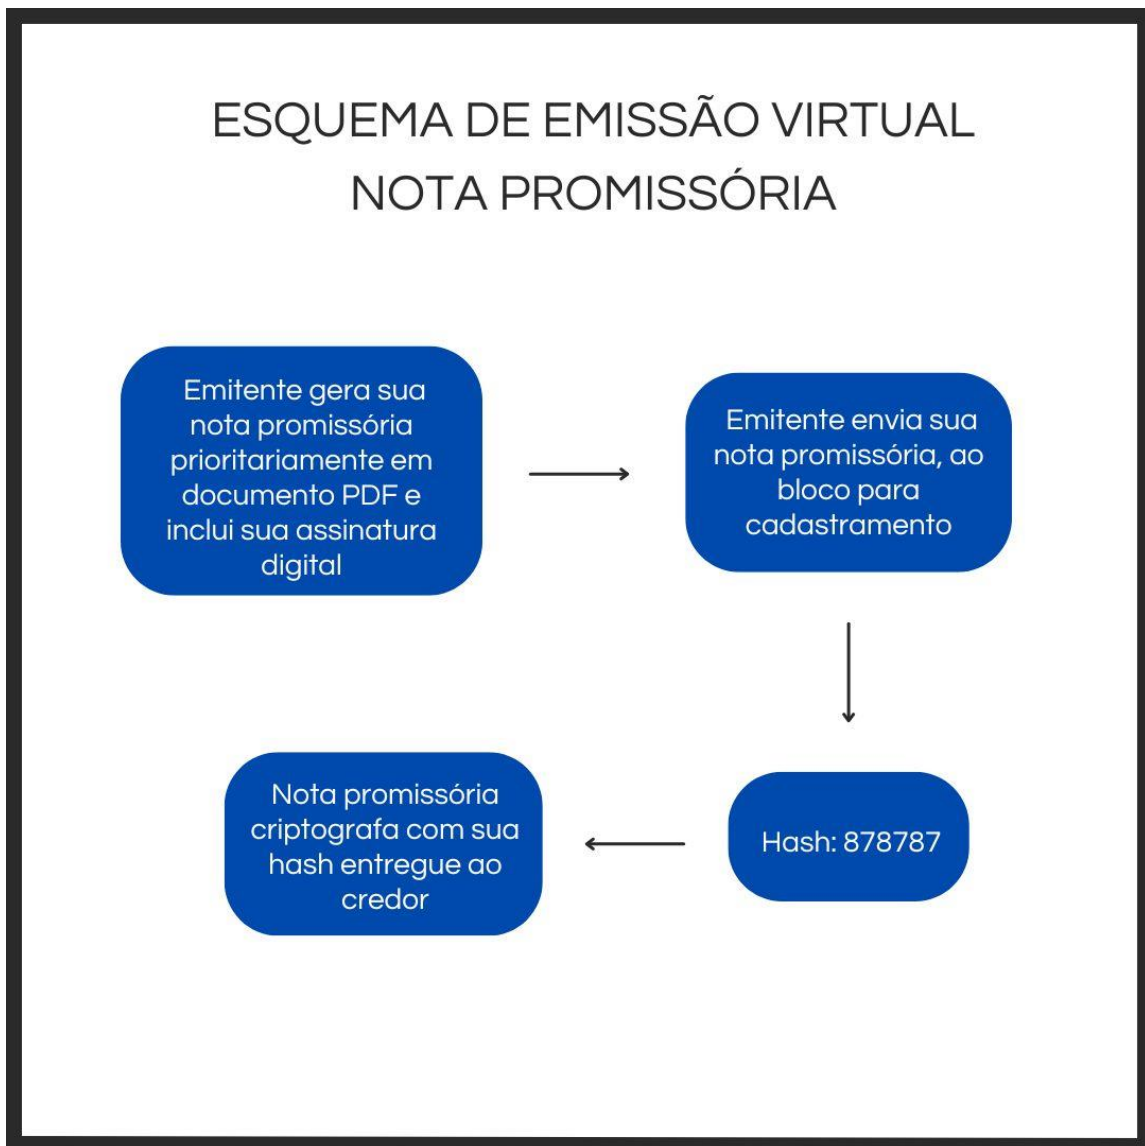 ESQUEMA DE EMISSÃO VIRTUAL
NOTA PROMISSÓRIA
Emitente gera sua
nota promissória
prioritariamente em
documento PDF e
inclui sua assinatura
digital
Emitente envia sua
nota promissória, ao
bloco para
cadastramento
Hash: 878787
Nota promissória
criptografa com sua
hash entregue ao
credor